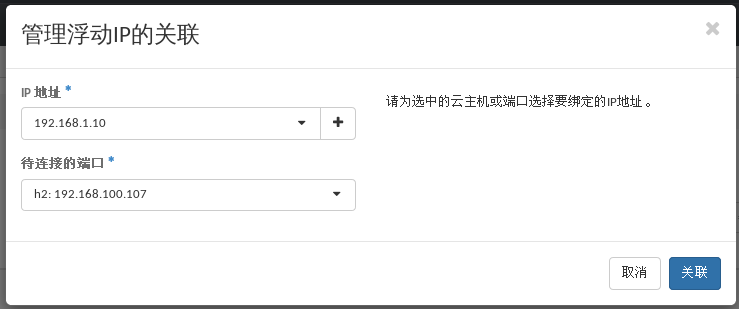 管理浮动IP的关联
×
IP 地址 *
请为选中的云主机或端口选择要绑定的IP地址 。
192.168.1.10
+
待连接的端口 *
h2: 192.168.100.107
取消
关联